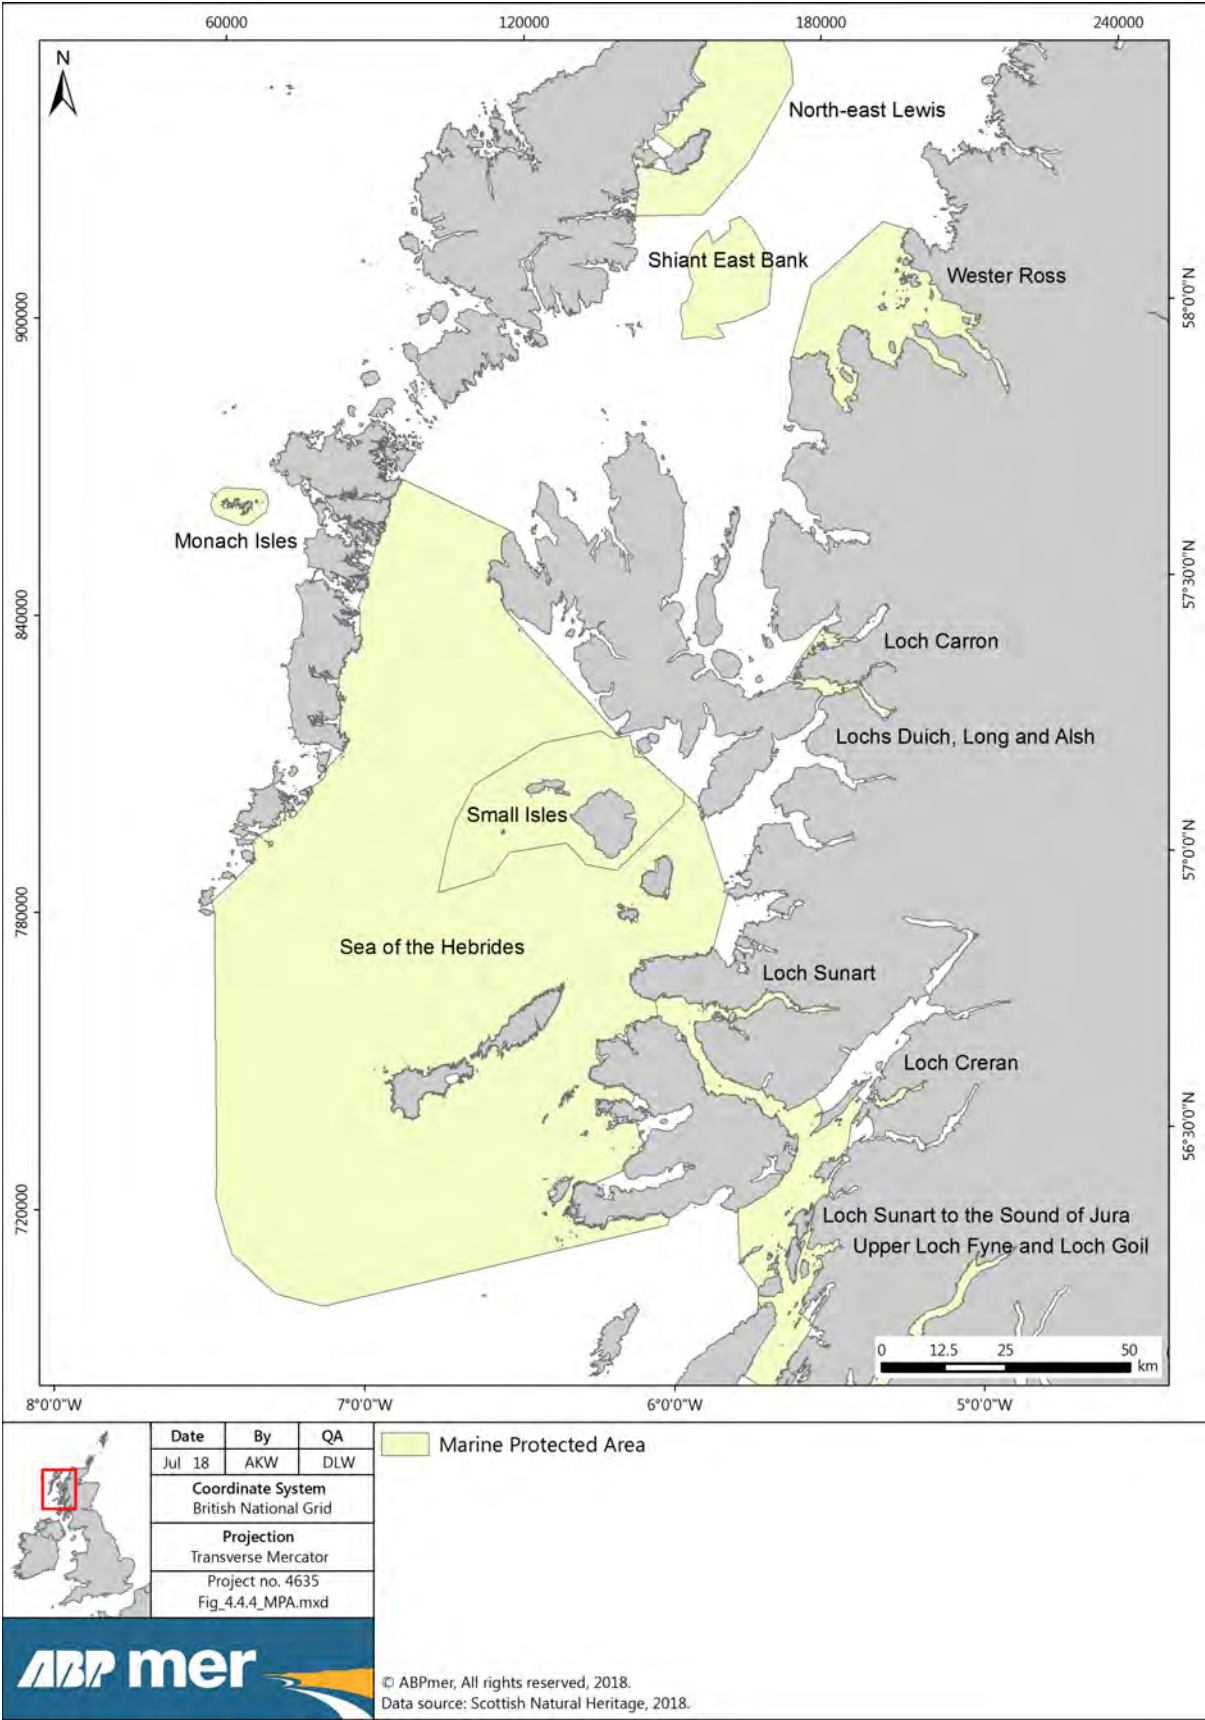 60000
120000
180000
240000
N
North-east Lewis
Shiant East Bank
Wester Ross
58°0'0"N
900000
Monach Isles
57°30'0"N
840000
Loch Carron
Lochs Duich, Long and Alsh
Small Isles
57°0'0"N
780000
Sea of the Hebrides
Loch Sunart
Loch Creran
56°30'0"N
720000
Loch Sunart to the Sound of Jura
Upper Loch Fyne and Loch Goil
0 12.5 25 50
km
8°0'0"W
7°0'0"W
6°0'0"W
5°0'0"W
Date By QA
Jul 18 AKW DLW
Coordinate System
British National Grid
Projection
Transverse Mercator
Project no. 4635
Fig_4.4.4_MPA.mxd
Marine Protected Area
ABPmer
© ABPmer, All rights reserved, 2018.
Data source: Scottish Natural Heritage, 2018.